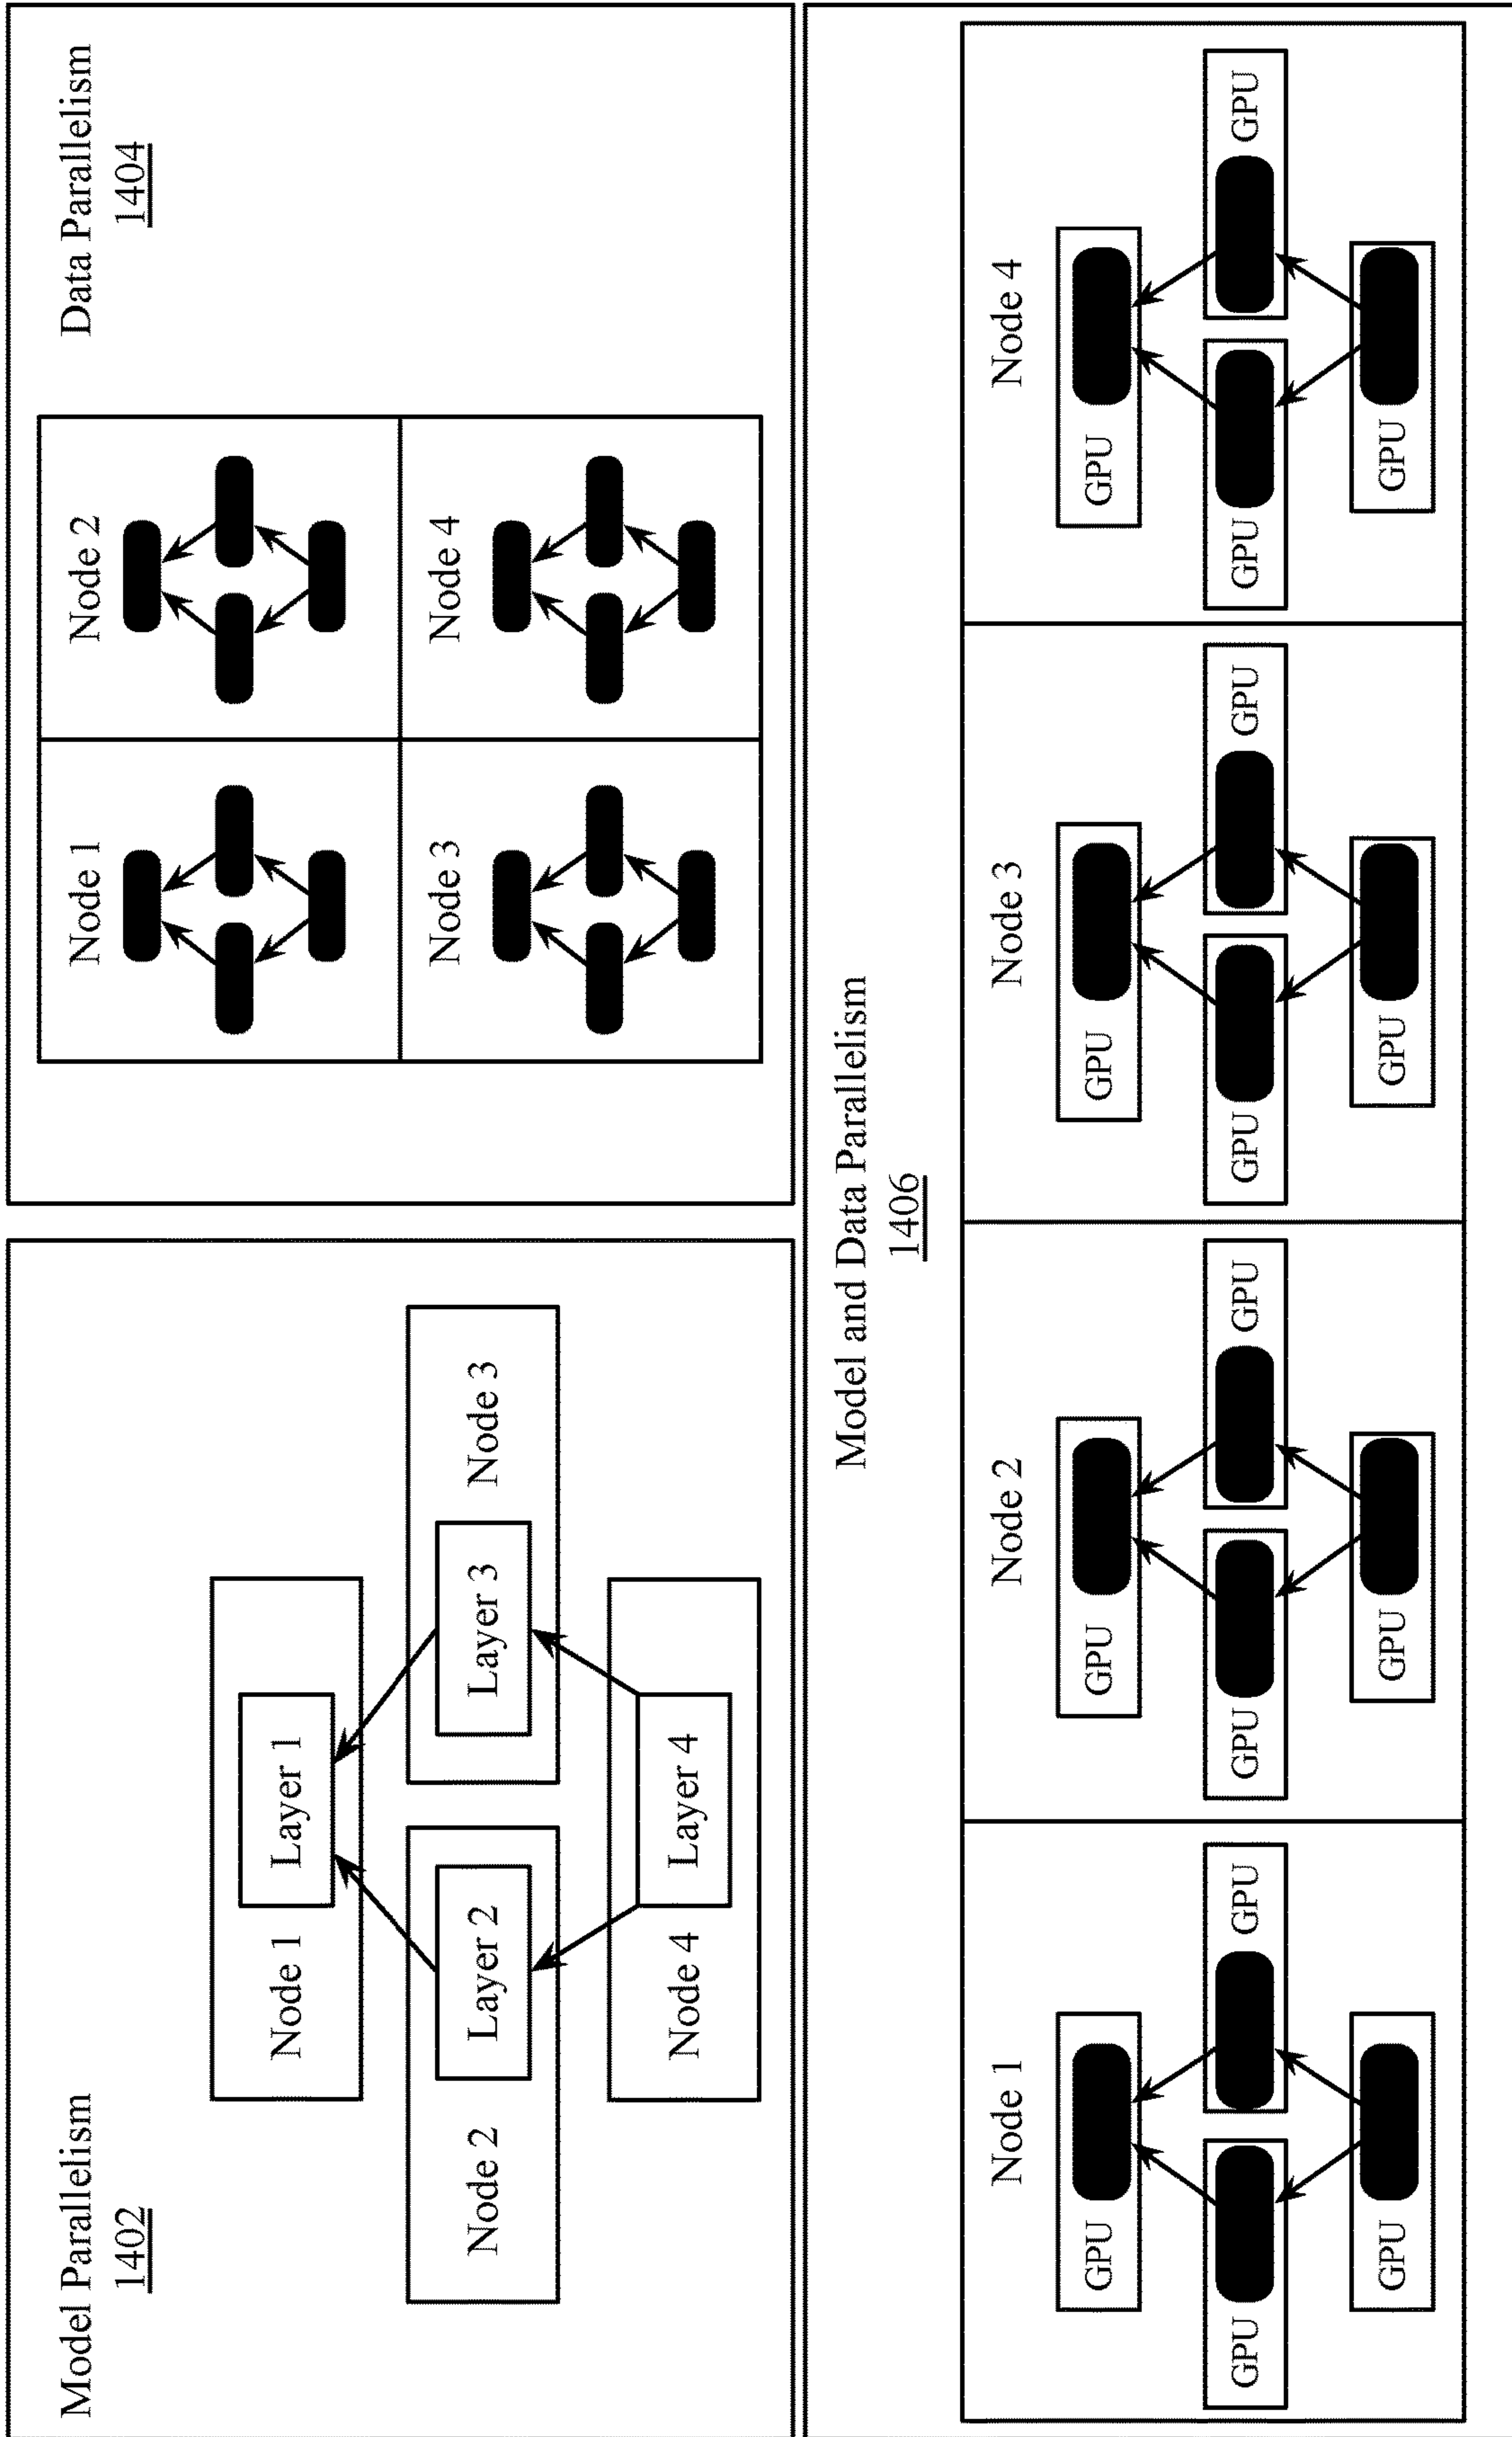 Model Parallelism
1402
Node 1
Layer 1
Node 2
Layer 2
Layer 3
Node 3
Node 4
Layer 4
Data Parallelism
1404
Node 1
Node 2
Node 3
Node 4
Model and Data Parallelism
1406
Node 1
GPU
GPU
GPU
GPU
Node 2
GPU
GPU
GPU
GPU
Node 3
GPU
GPU
GPU
GPU
Node 4
GPU
GPU
GPU
GPU